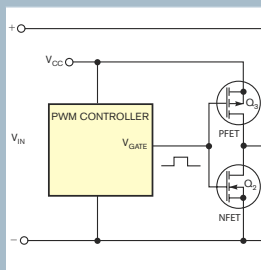 +
VCC
PWM CONTROLLER
Q3
VIN
VGATE
PFET
Q2
NFET
−